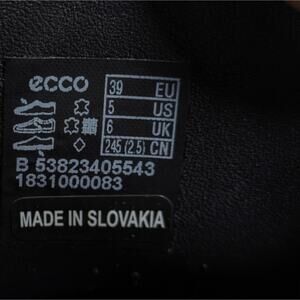 ecco
39 EU
5 US
6 UK
245 (2.5) CN
B 53823405543
1831000083
MADE IN SLOVAKIA